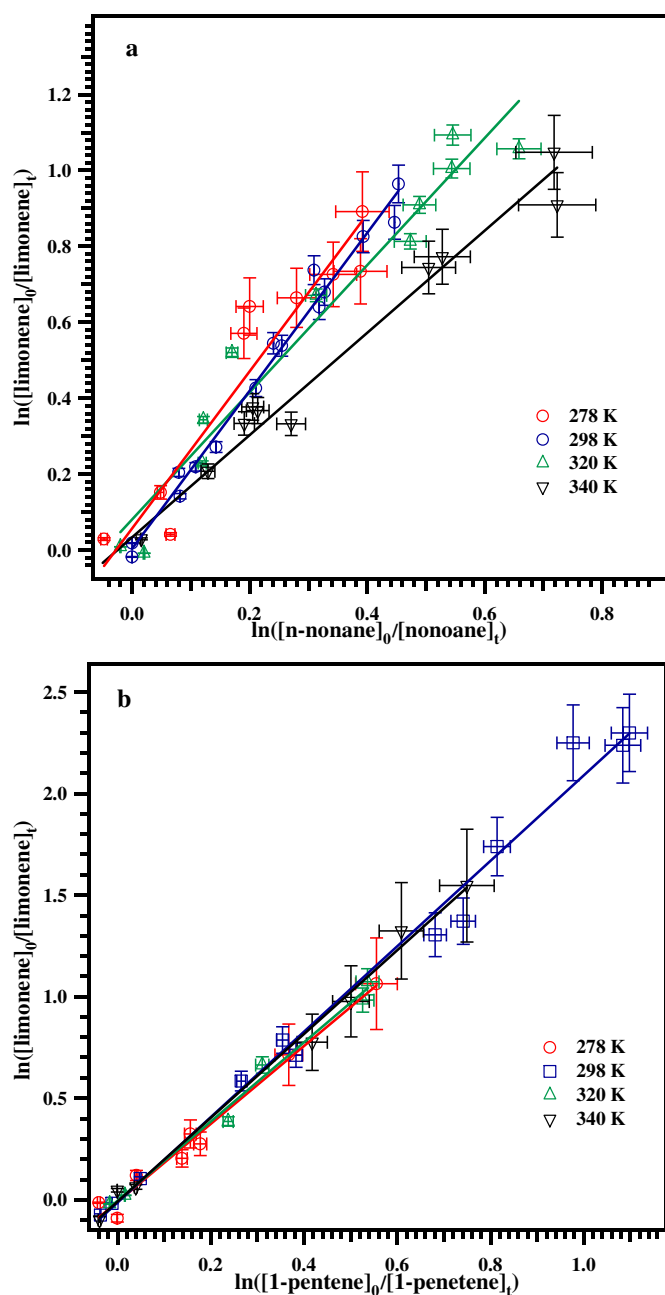 a
1.2
1.0
0.8
0.6
0.4
0.2
0.0
ln([limonene]0/[limonene]t)
278 K
298 K
320 K
340 K
0.0 0.2 0.4 0.6 0.8
ln([n-nonane]0/[nonoane]t)
b
2.5
2.0
1.5
1.0
0.5
0.0
ln([limonene]0/[limonene]t)
278 K
298 K
320 K
340 K
0.0 0.2 0.4 0.6 0.8 1.0
ln([1-pentene]0/[1-penetene]t)